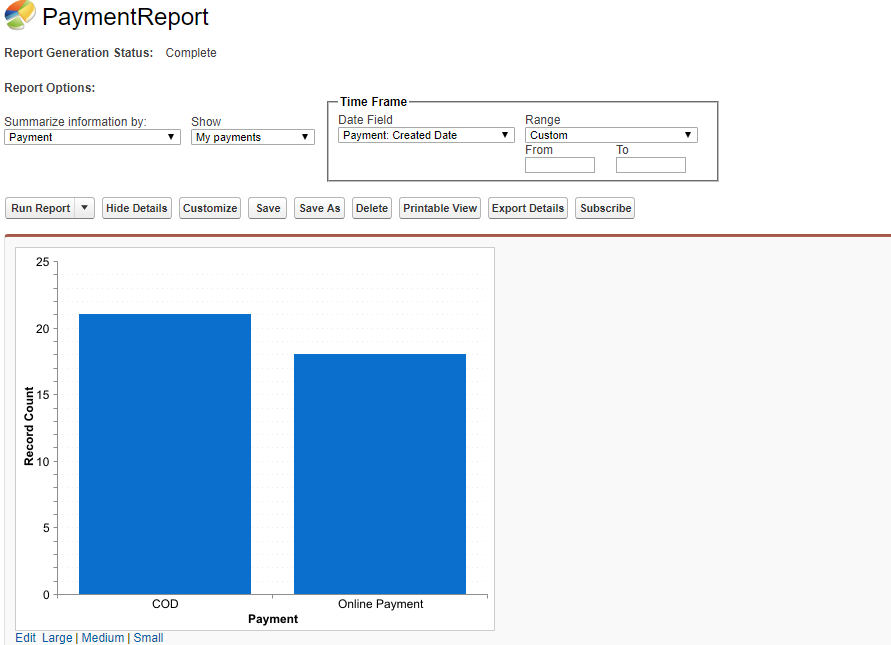 PaymentReport
Report Generation Status: Complete
Report Options:
Time Frame
Summarize information by: Show Date Field Range
Payment My payments Payment: Created Date Custom
From To
Run Report Hide Details Customize Save Save As Delete Printable View Export Details Subscribe
25
20
15
10
5
0
Record Count
COD Online Payment
Payment
Edit Large | Medium | Small